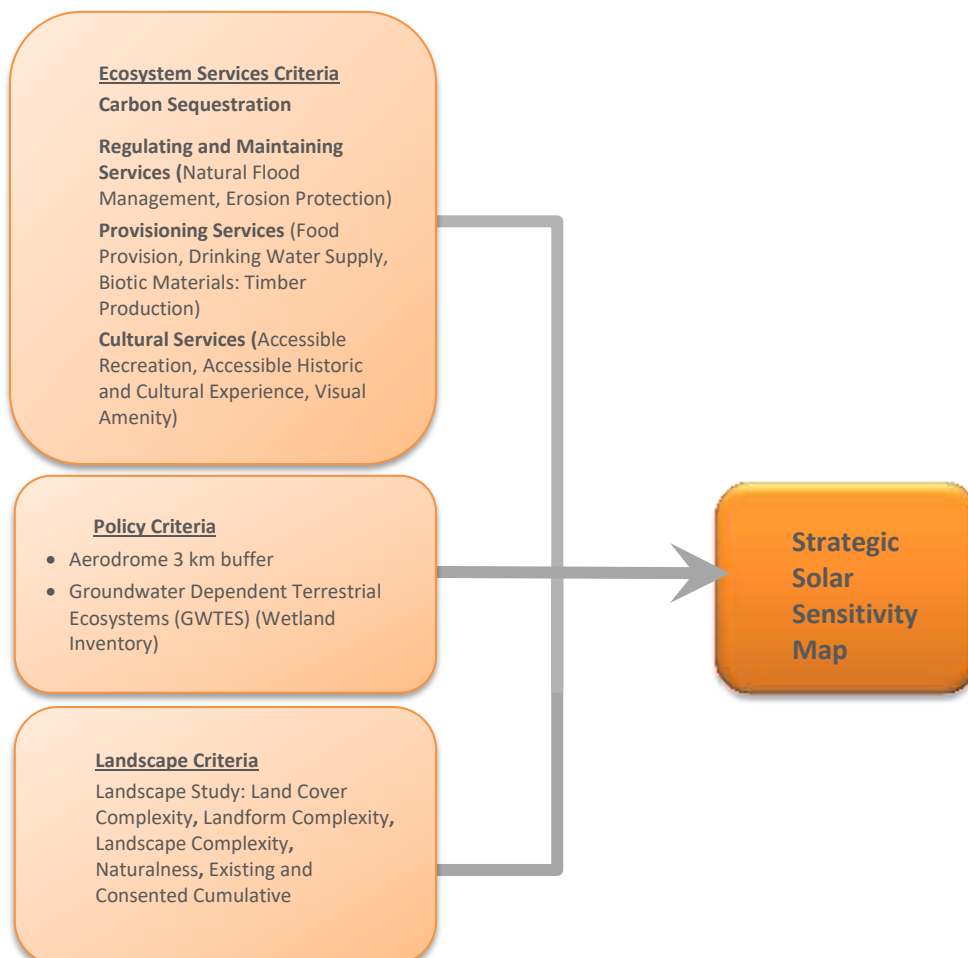 Ecosystem Services Criteria
Carbon Sequestration
Regulating and Maintaining
Services (Natural Flood
Management, Erosion Protection)
Provisioning Services (Food
Provision, Drinking Water Supply,
Biotic Materials: Timber
Production)
Cultural Services (Accessible
Recreation, Accessible Historic
and Cultural Experience, Visual
Amenity)
Policy Criteria
• Aerodrome 3 km buffer
• Groundwater Dependent Terrestrial
Ecosystems (GWTES) (Wetland
Inventory)
Landscape Criteria
Landscape Study: Land Cover
Complexity, Landform Complexity,
Landscape Complexity,
Naturalness, Existing and
Consented Cumulative
Strategic
Solar
Sensitivity
Map